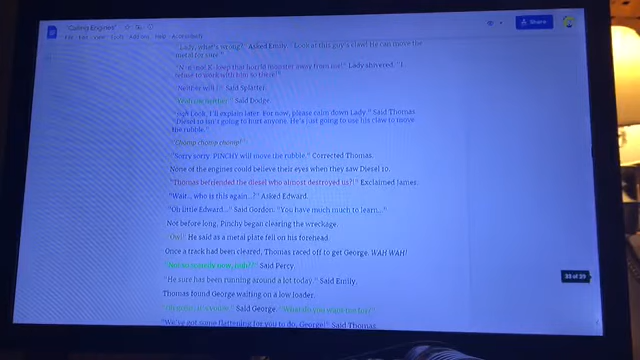 "Calling Engines"
Share
"Lady, what's wrong?" Asked Emily. "Look at this guy's claw! He can move the
metal for sure."
"N-n-no! K-keep that horrid monster away from me!" Lady shivered. "I
refuse to work with him so there!"
"Neither will I!" Said Splatter.
"Yeah me neither" Said Dodge
"Look, I'll explain later. For now, please calm down Lady." Said Thomas
"Diesel 10 isn't going to hurt anyone. He's just going to use his claw to move
the rubble."
"Chomp chomp chomp!"
"Sorry sorry. PINCHY will move the rubble." Corrected Thomas.
None of the engines could believe their eyes when they saw Diesel 10.
"Thomas befriended the diesel who almost destroyed us?!" Exclaimed James.
"Wait... who is this again...?" Asked Edward.
"Oh little Edward..." Said Gordon. "You have much much to learn..."
Not before long, Pinchy began clearing the wreckage.
"Ow!" He said as a metal plate fell on his forehead.
Once a track had been cleared, Thomas raced off to get George. WAH WAH!
"Not so scaredy now, huh??" Said Percy.
"He sure has been running around a lot today." Said Emily.
Thomas found George waiting on a low loader.
Said George. "What do you want me for?"
"We've got some flattening for you to do, George!" Said Thomas.